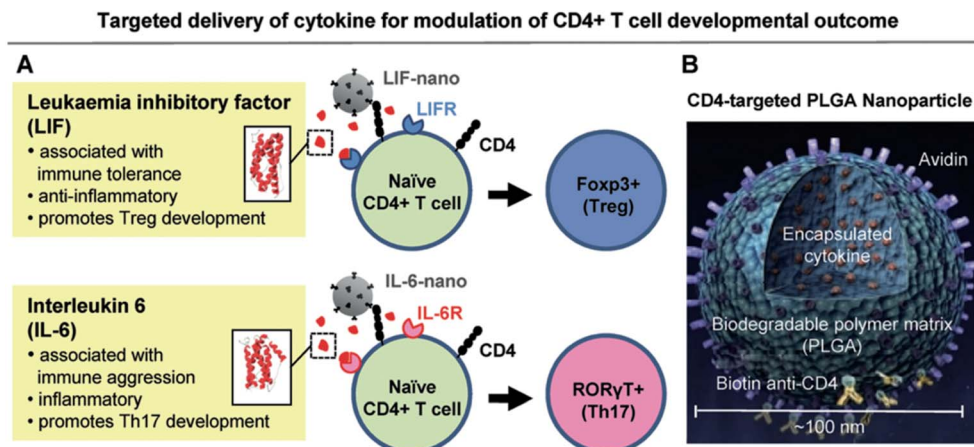 Targeted delivery of cytokine for modulation of CD4+ T cell developmental outcome
A
Leukaemia inhibitory factor
(LIF)
• associated with
immune tolerance
• anti-inflammatory
• promotes Treg development
LIF-nano
LIFR
CD4
Naïve
CD4+ T cell
Foxp3+
(Treg)
Interleukin 6
(IL-6)
• associated with
immune aggression
• inflammatory
• promotes Th17 development
IL-6-nano
IL-6R
CD4
Naïve
CD4+ T cell
RORγT+
(Th17)
B
CD4-targeted PLGA Nanoparticle
Avidin
Encapsulated
cytokine
Biodegradable polymer matrix
(PLGA)
Biotin anti-CD4
~100 nm